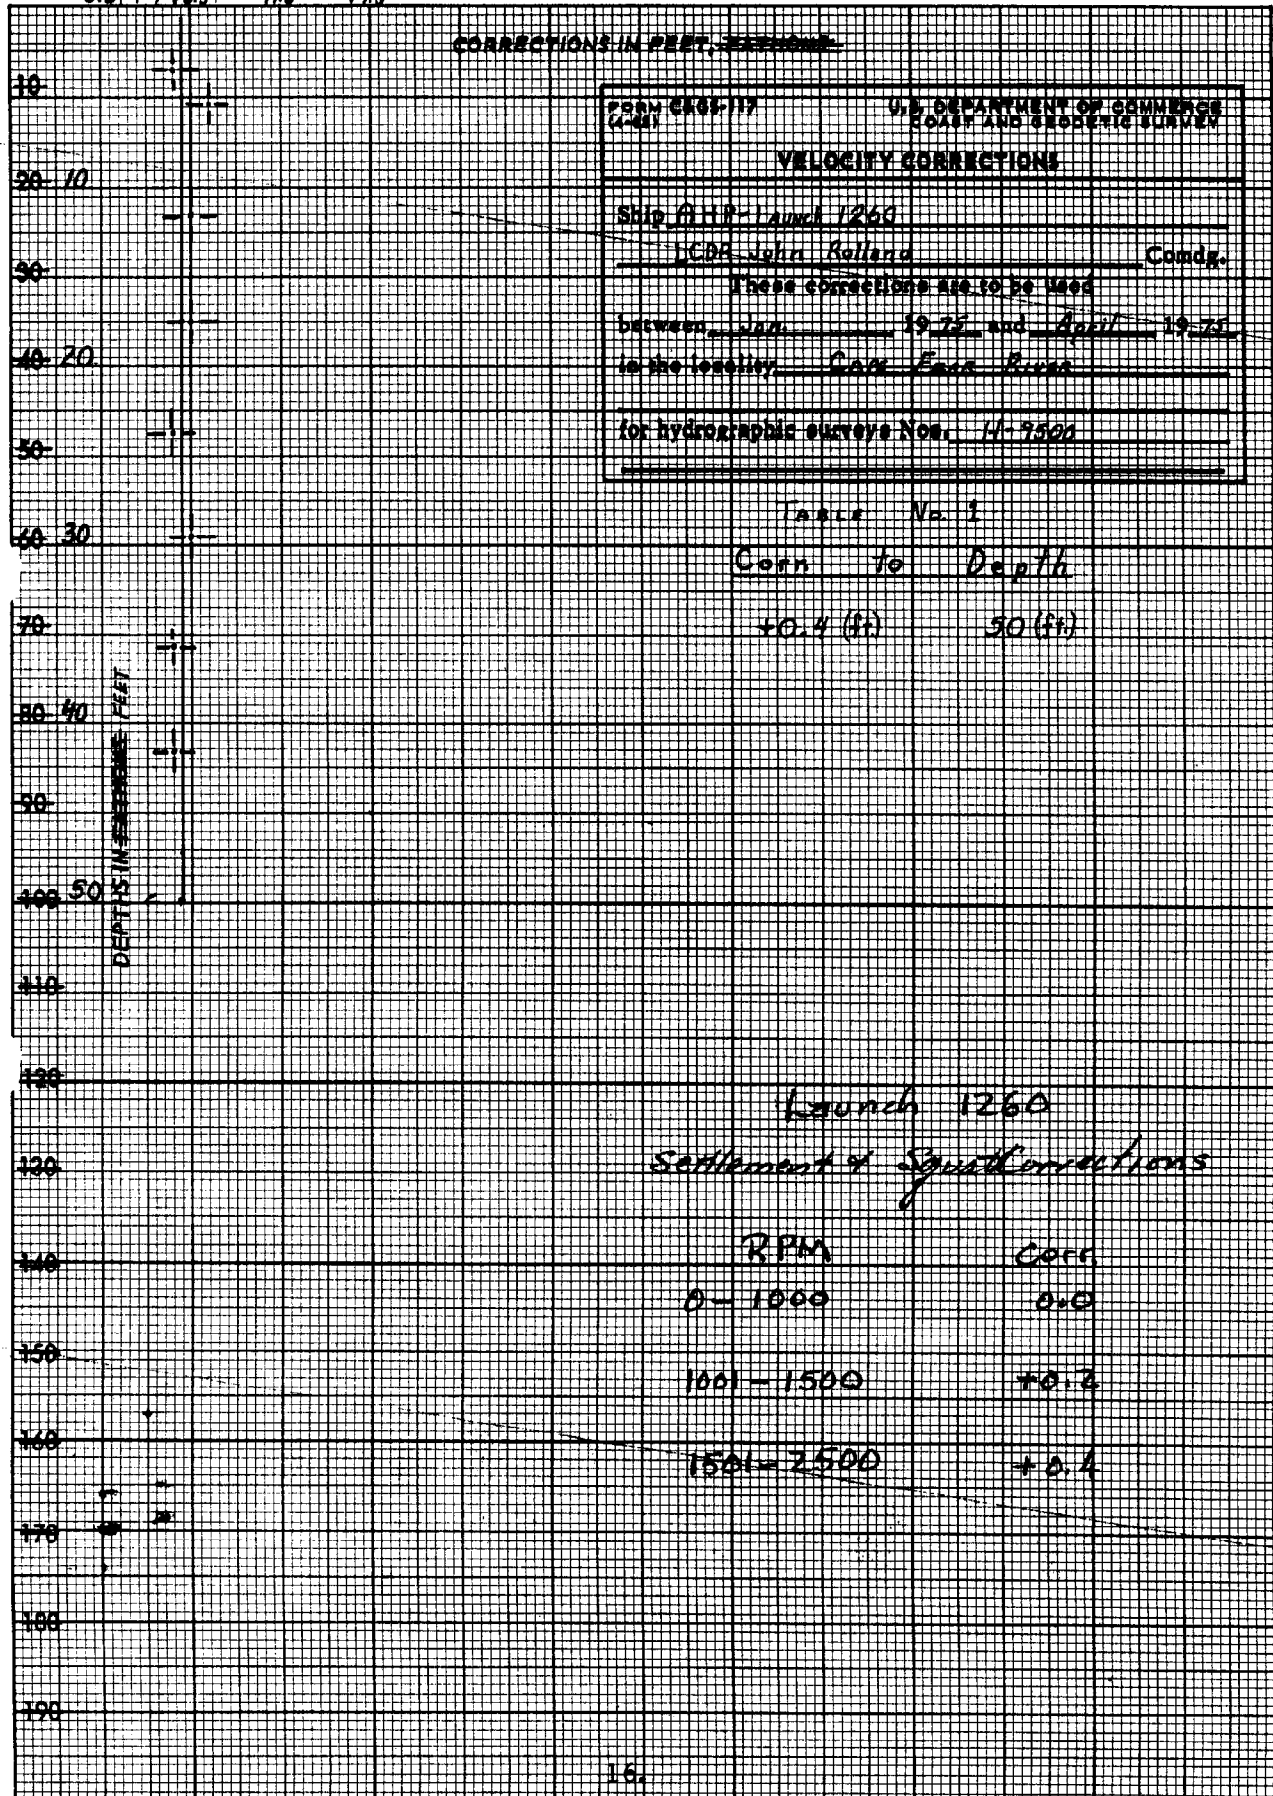 CORRECTIONS IN FEET, FATHOMS
FORM C&GS-117
U.S. DEPARTMENT OF COMMERCE
COAST AND GEODETIC SURVEY
VELOCITY CORRECTIONS
Ship AHP-Launch 1260
LCDR John Rolland Comdg.
These corrections are to be used
between Jan. 1975 and April 1975
in the locality Cape Fear River
for hydrographic surveys Nos. H-9500
TABLE No. 1
Corr. to Depth
+0.4 (ft) 50 (ft.)
10
20 10
30
40 20
50
60 30
70
80 40
90
100 50
110
120
130
140
150
160
170
180
190
DEPTHS IN FATHOMS FEET
Launch 1260
Settlement & Squat Corrections
RPM Corr.
0 - 1000 0.0
1001 - 1500 +0.2
1501 - 2500 +0.4
16.